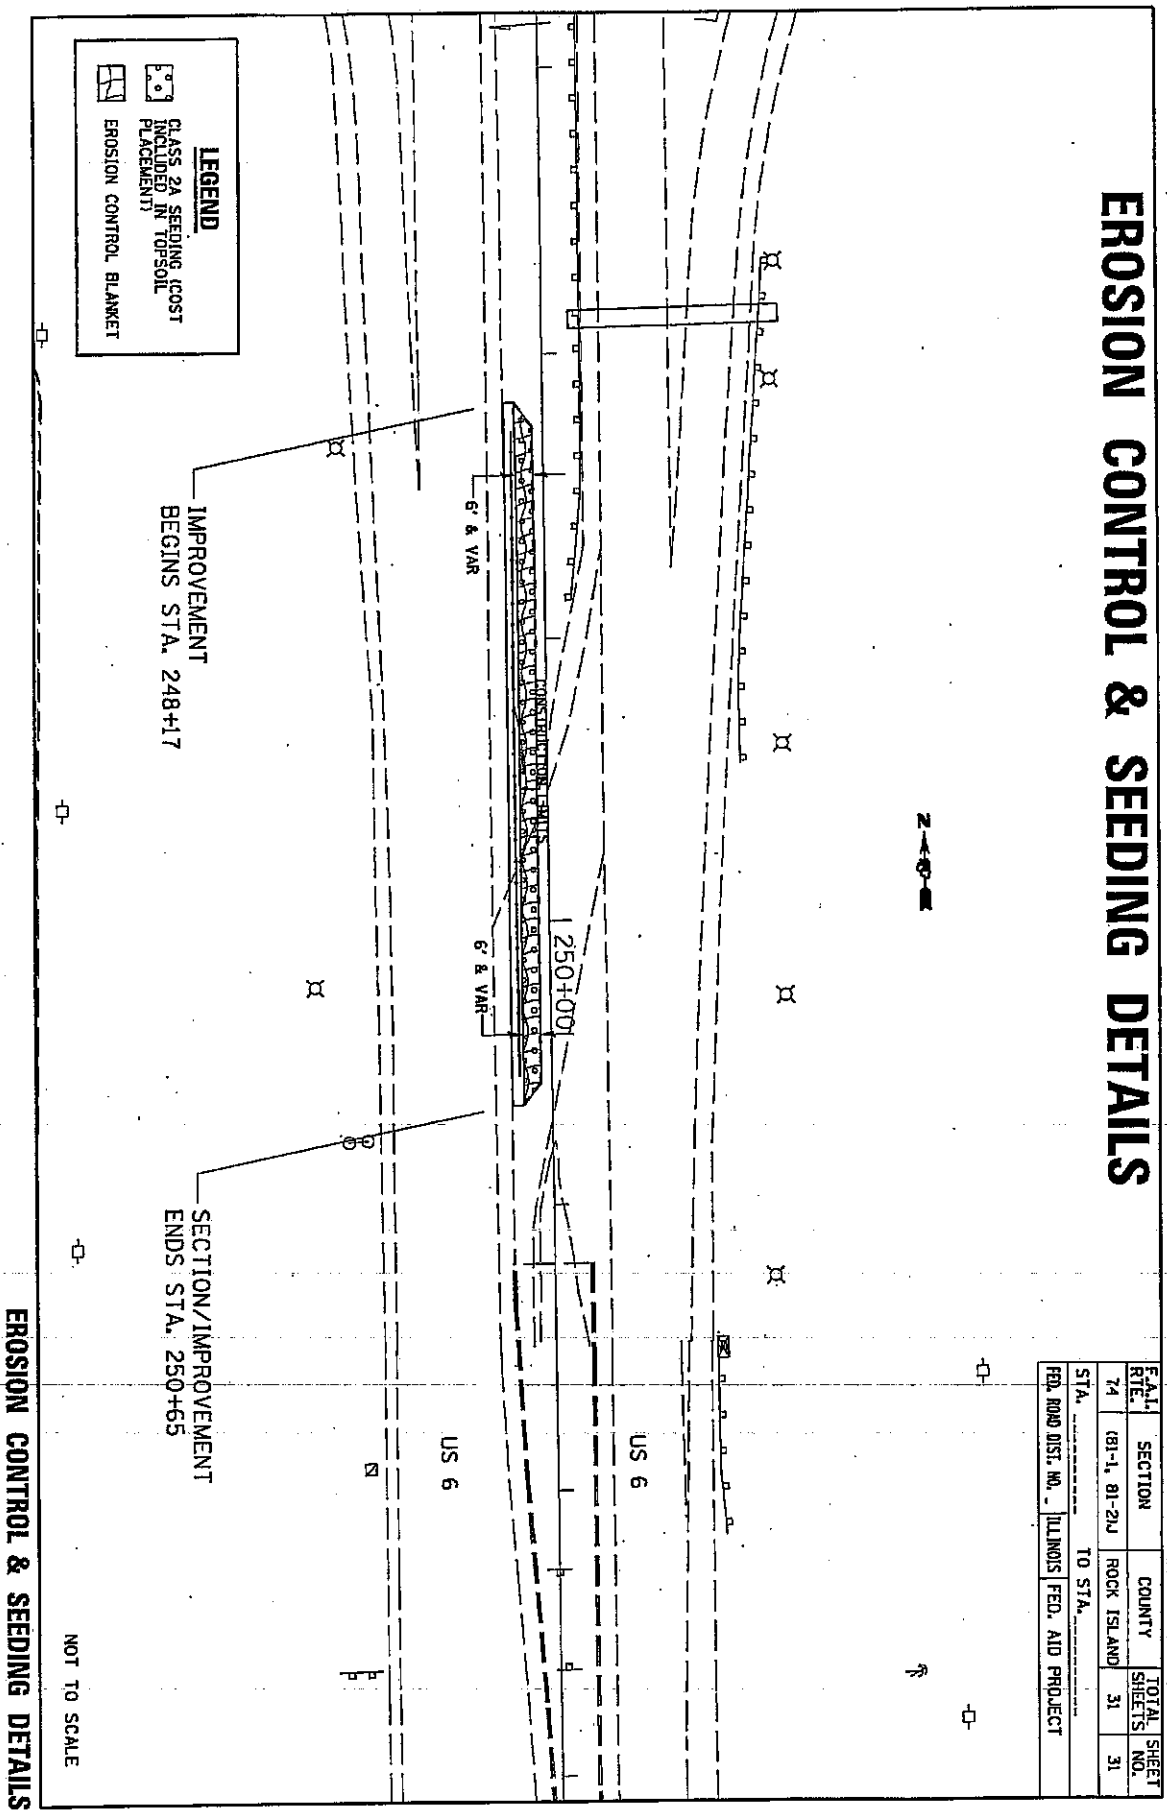 EROSION CONTROL & SEEDING DETAILS
F.A.I. RTE.
SECTION
COUNTY
TOTAL SHEETS
SHEET NO.
74
(81-1, 81-2)J
ROCK ISLAND
31
31
STA. TO STA.
FED. ROAD DIST. NO. ILLINOIS FED. AID PROJECT
N
US 6
US 6
250+00
CONSTRUCTION LIMITS
6' & VAR
6' & VAR
IMPROVEMENT
BEGINS STA. 248+17
SECTION/IMPROVEMENT
ENDS STA. 250+65
LEGEND
CLASS 2A SEEDING (COST
INCLUDED IN TOPSOIL
PLACEMENT)
EROSION CONTROL BLANKET
NOT TO SCALE
EROSION CONTROL & SEEDING DETAILS